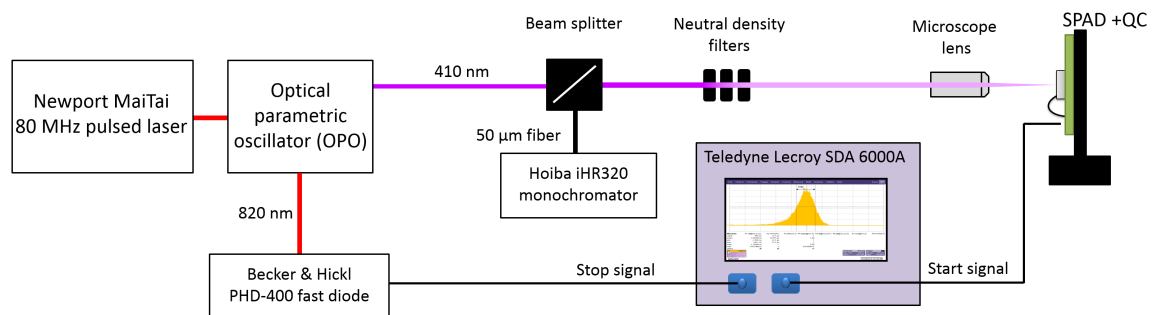 SPAD +QC
Beam splitter
Neutral density
filters
Microscope
lens
410 nm
Newport MaiTai
80 MHz pulsed laser
Optical
parametric
oscillator (OPO)
50 µm fiber
Hoiba iHR320
monochromator
Teledyne Lecroy SDA 6000A
820 nm
Becker & Hickl
PHD-400 fast diode
Stop signal
Start signal